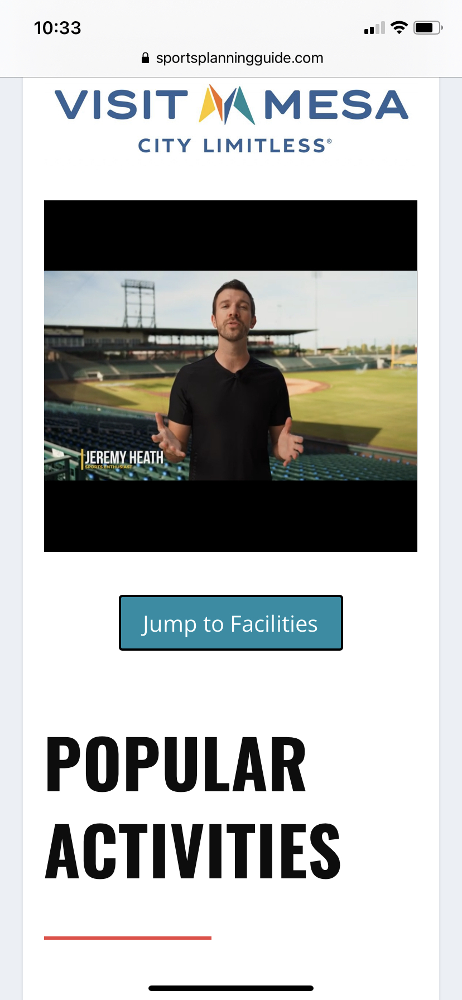 10:33
sportsplanningguide.com
VISIT MESA
CITY LIMITLESS®
JEREMY HEATH
SPORTS ENTHUSIAST
Jump to Facilities
POPULAR
ACTIVITIES